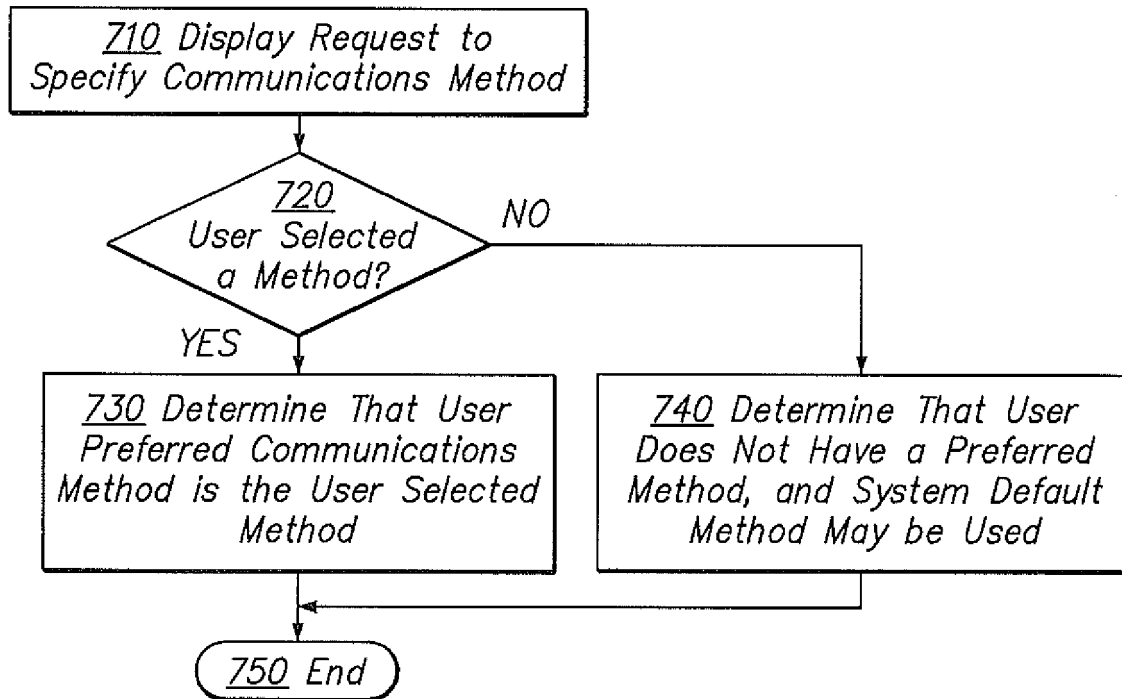 710 Display Request to
Specify Communications Method
720
User Selected
a Method?
NO
YES
730 Determine That User
Preferred Communications
Method is the User Selected
Method
740 Determine That User
Does Not Have a Preferred
Method, and System Default
Method May be Used
750 End